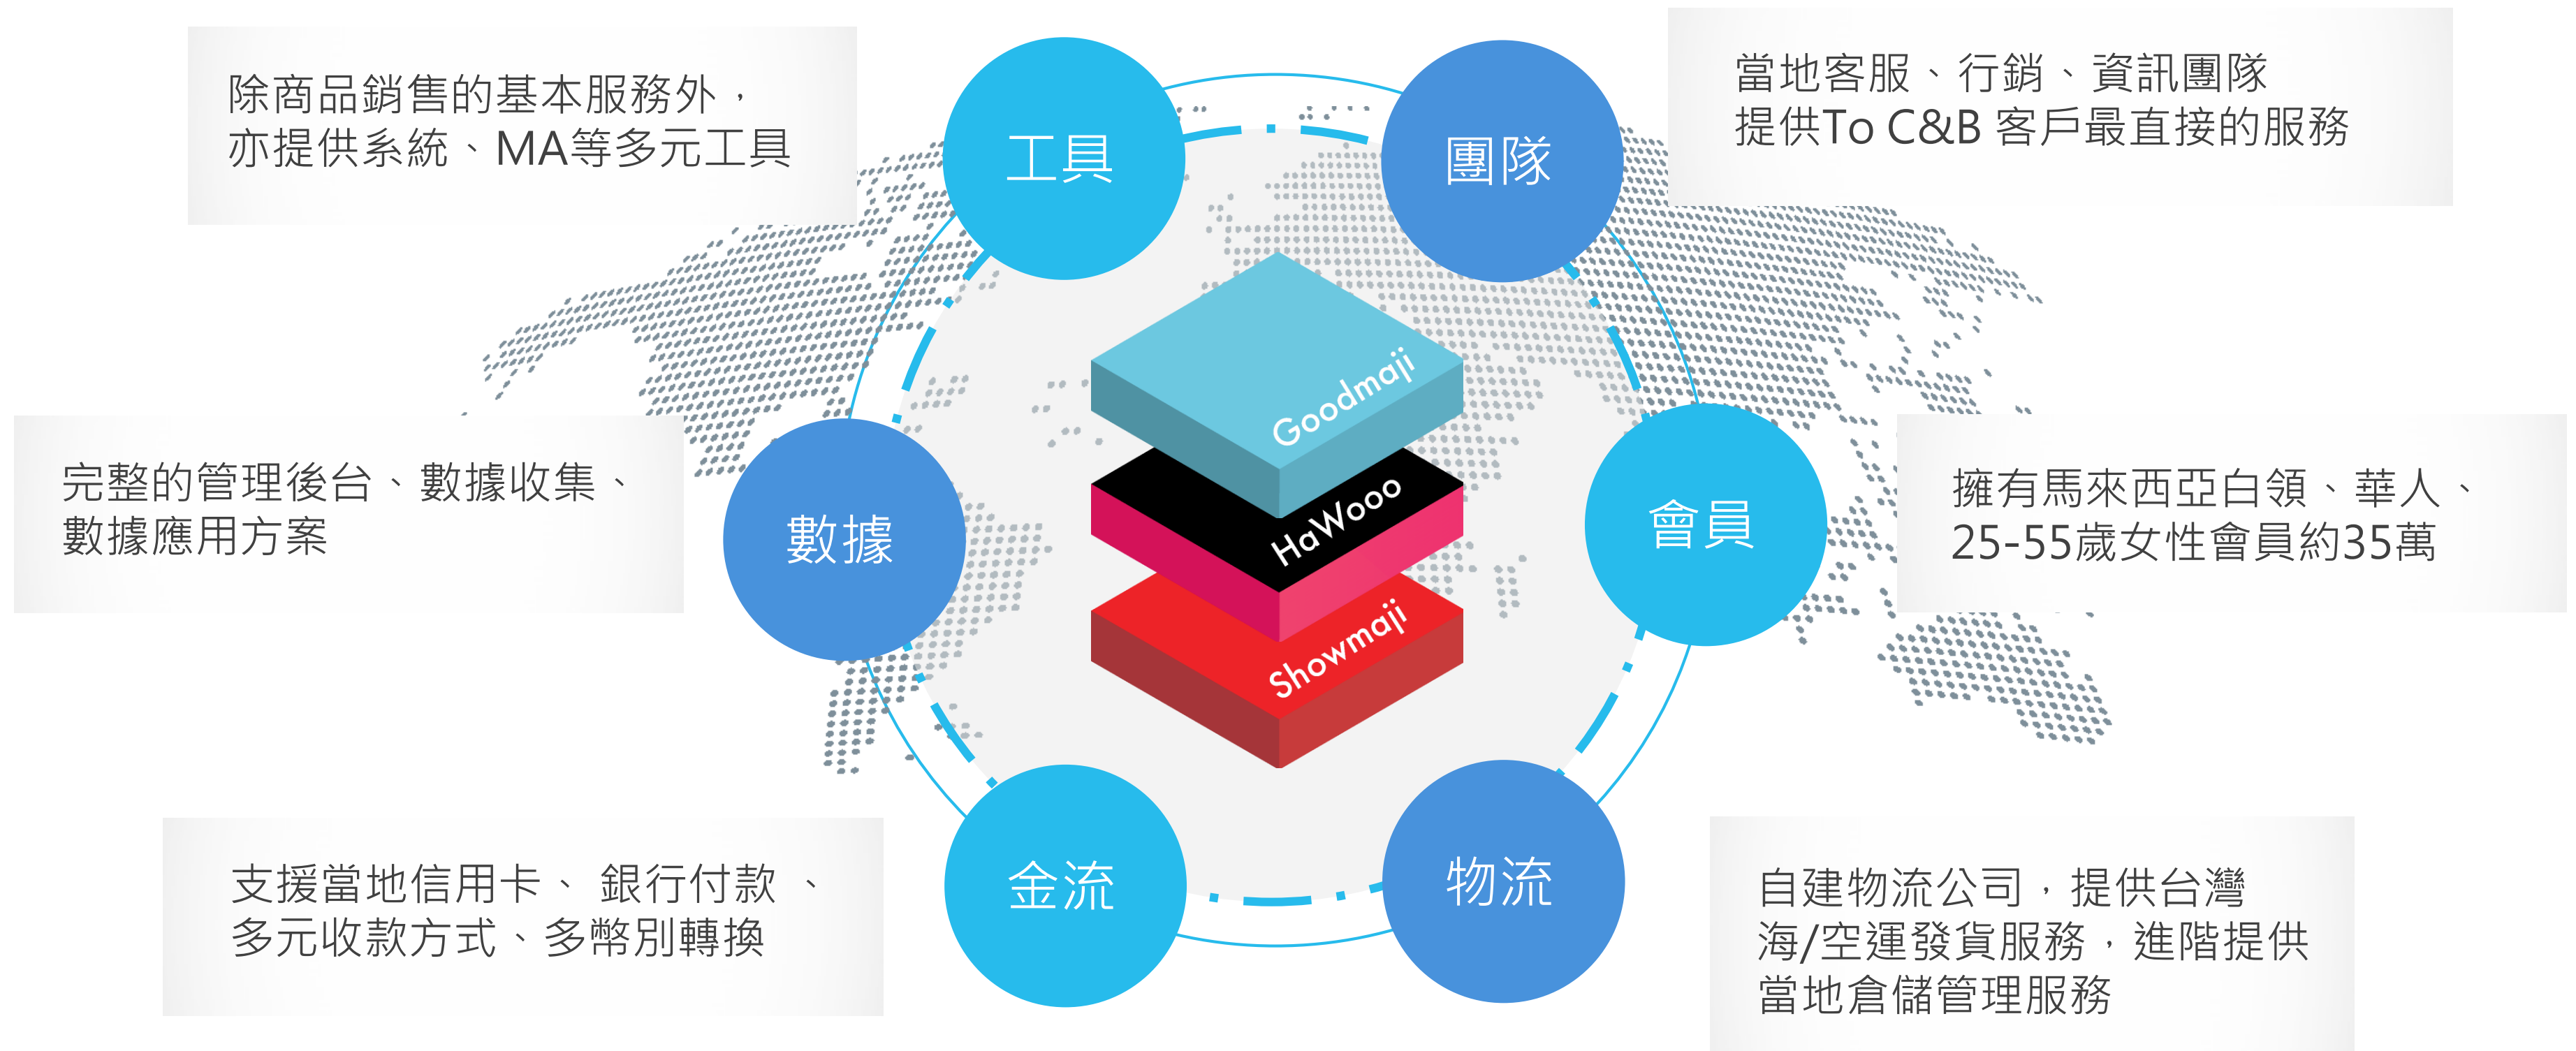 除商品銷售的基本服務外，
亦提供系統、MA等多元工具
工具
團隊
當地客服、行銷、資訊團隊
提供To C&B 客戶最直接的服務
完整的管理後台、數據收集、
數據應用方案
數據
Goodmaji
HaWooo
Showmaji
會員
擁有馬來西亞白領、華人、
25-55歲女性會員約35萬
支援當地信用卡、 銀行付款 、
多元收款方式、多幣別轉換
金流
物流
自建物流公司，提供台灣
海/空運發貨服務，進階提供
當地倉儲管理服務